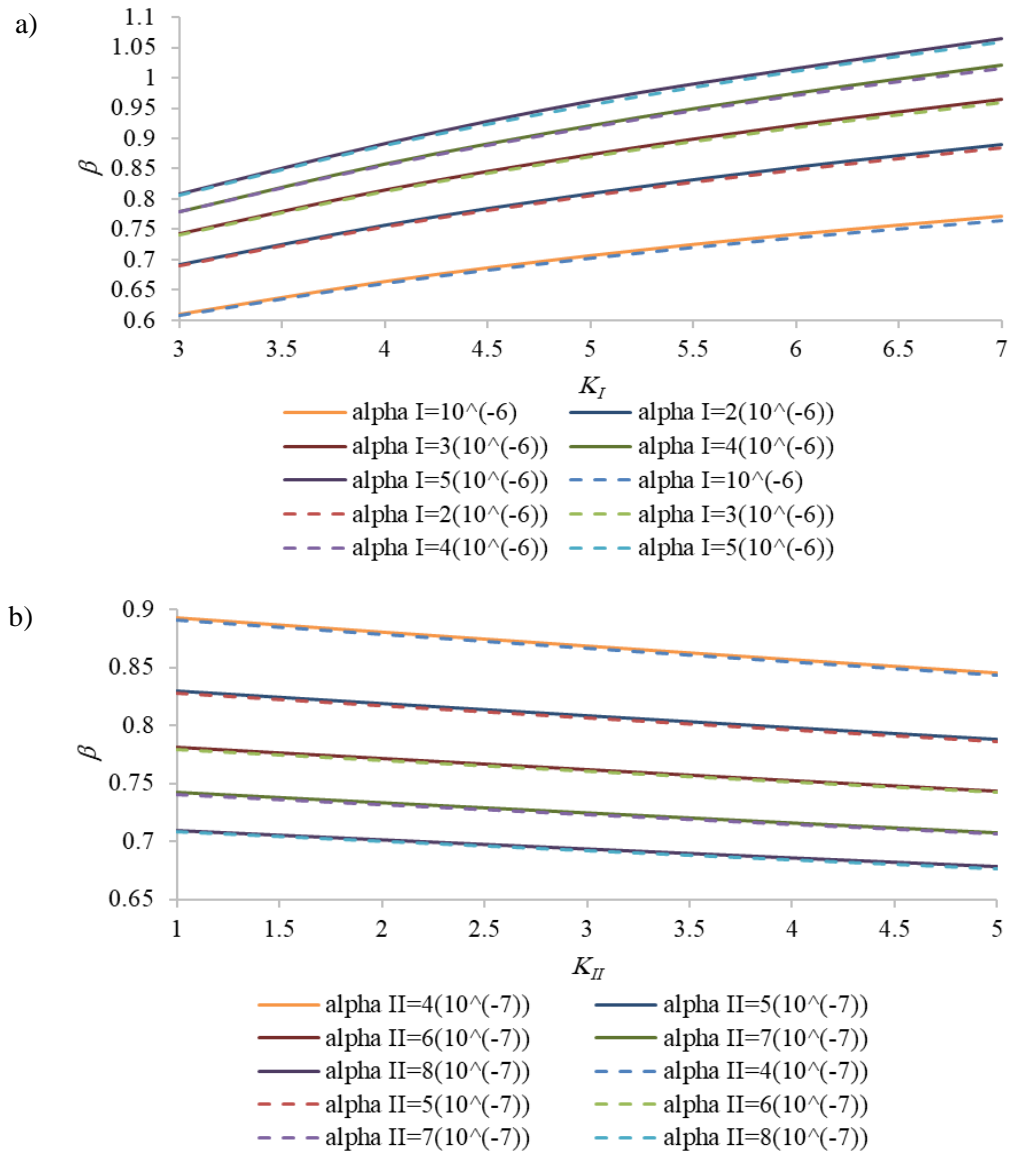 a)
1.1
1.05
1
0.95
0.9
0.85
0.8
0.75
0.7
0.65
0.6
β
3 3.5 4 4.5 5 5.5 6 6.5 7
K_I
alpha I=10^(-6) alpha I=2(10^(-6))
alpha I=3(10^(-6)) alpha I=4(10^(-6))
alpha I=5(10^(-6)) alpha I=10^(-6)
alpha I=2(10^(-6)) alpha I=3(10^(-6))
alpha I=4(10^(-6)) alpha I=5(10^(-6))
b)
0.9
0.85
0.8
0.75
0.7
0.65
β
1 1.5 2 2.5 3 3.5 4 4.5 5
K_II
alpha II=4(10^(-7)) alpha II=5(10^(-7))
alpha II=6(10^(-7)) alpha II=7(10^(-7))
alpha II=8(10^(-7)) alpha II=4(10^(-7))
alpha II=5(10^(-7)) alpha II=6(10^(-7))
alpha II=7(10^(-7)) alpha II=8(10^(-7))